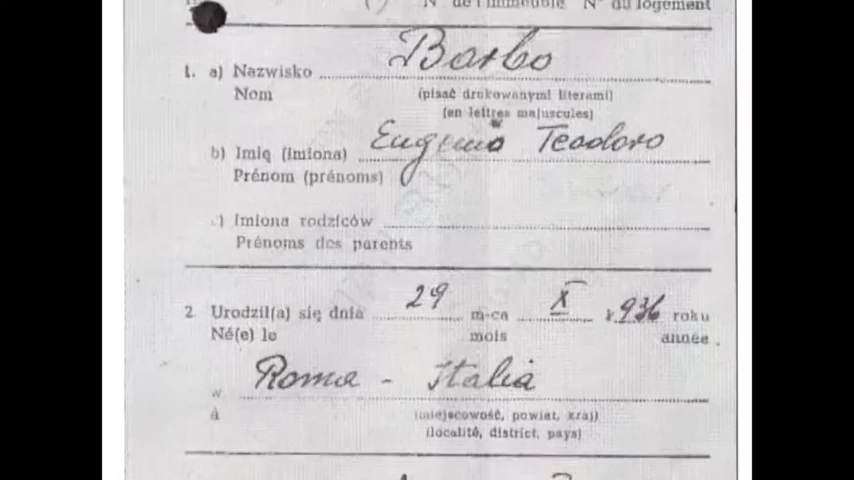 N° de l'immeuble N° du logement
Barbo
1. a) Nazwisko
Nom (pisać drukowanymi literami)
(en lettres majuscules)
Eugenio Teodoro
b) Imię (imiona)
Prénom (prénoms)
c) Imiona rodziców
Prénoms des parents
2. Urodził(a) się dnia 29 m-ca X 1936 roku
Né(e) le mois année
Roma - Italia
w
à (miejscowość, powiat, kraj)
(localité, district, pays)